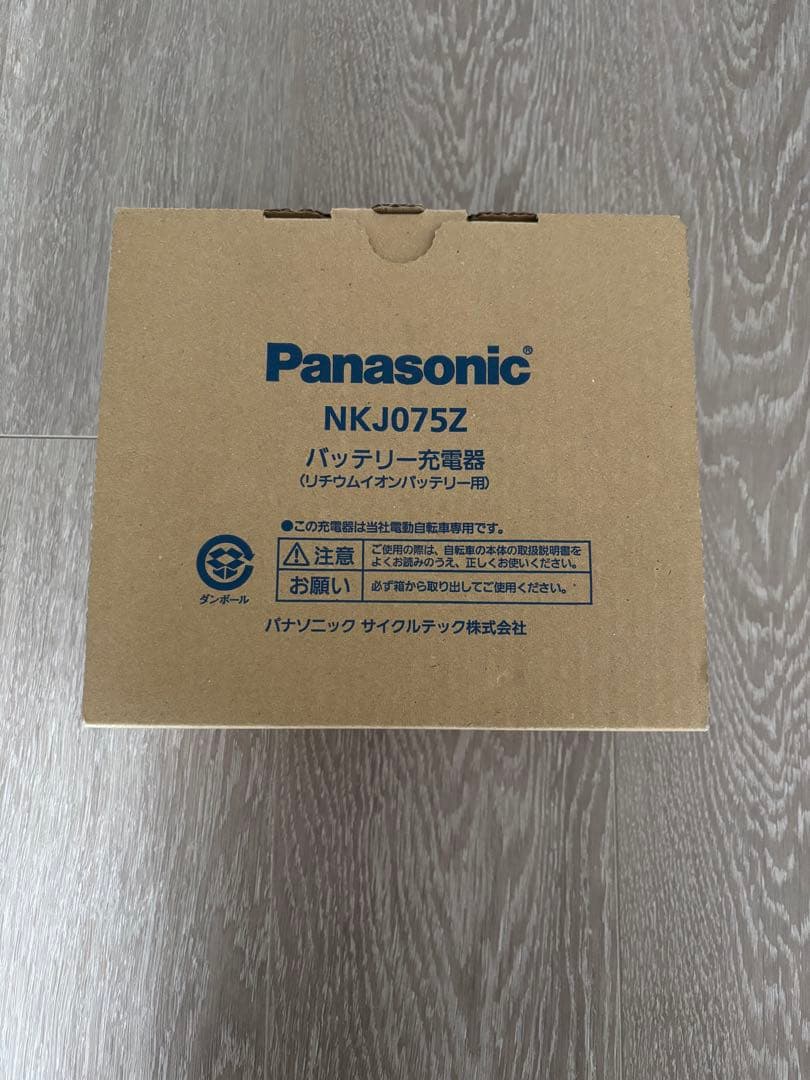 Panasonic®
NKJ075Z
バッテリー充電器
(リチウムイオンバッテリー用)
●この充電器は当社電動自転車専用です。
注意 ご使用の際は、自転車の本体の取扱説明書を
よくお読みのうえ、正しくお使いください。
お願い 必ず箱から取り出してご使用ください。
ダンボール
パナソニック サイクルテック株式会社